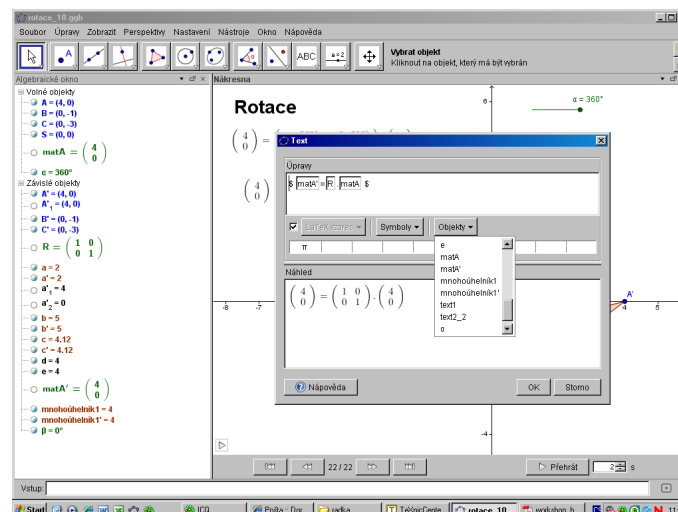 rotace_10.ggb
Soubor Úpravy Zobrazit Perspektivy Nastavení Nástroje Okno Nápověda
A
ABC
a=2
Vybrat objekt
Kliknout na objekt, který má být vybrán
Algebraické okno
Nákresna
Volné objekty
A = (4, 0)
B = (0, -1)
C = (0, -3)
S = (0, 0)
matA = ( 4 0 )
α = 360°
Závislé objekty
A' = (4, 0)
A'₁ = (4, 0)
B' = (0, -1)
C' = (0, -3)
R = ( 1 0 0 1 )
a = 2
a' = 2
a'₁ = 4
a'₂ = 0
b = 5
b' = 5
c = 4.12
c' = 4.12
d = 4
e = 4
matA' = ( 4 0 )
mnohoúhelník1 = 4
mnohoúhelník1' = 4
β = 0°
Rotace
6
α = 360°
( 4 0 ) =
( 4 0 )
-8 -7
A'
4 5
-4
Text
Úpravy
$ matA' = R . matA $
LaTeX vzorec
Symboly
Objekty
π
e
matA
matA'
mnohoúhelník1
mnohoúhelník1'
text1
text2_2
α
Náhled
( 4 0 ) = ( 1 0 0 1 ) . ( 4 0 )
Nápověda
OK
Storno
22 / 22
Přehrát
2
s
Vstup:
Start
ICQ
radka
TeXnicCente
rotace_10
workshop_h
11: